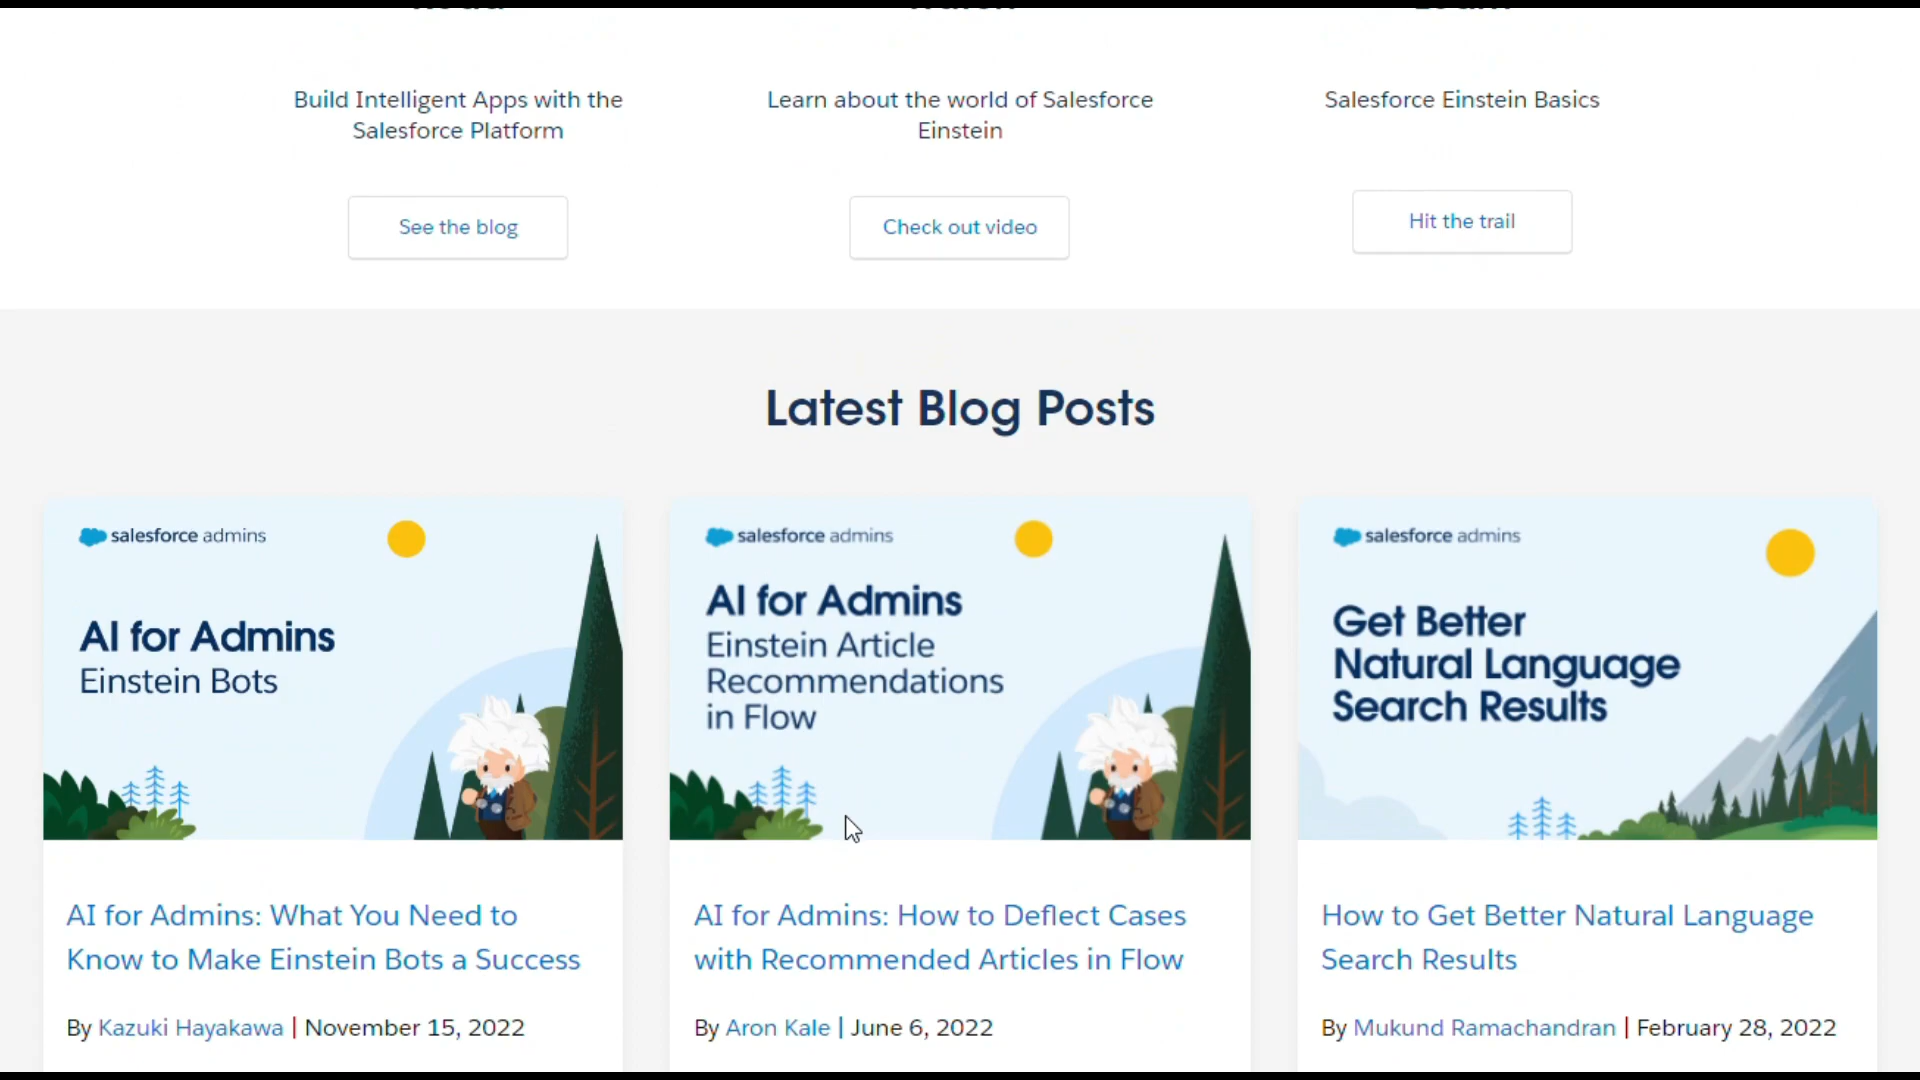 Build Intelligent Apps with the
Salesforce Platform
See the blog
Learn about the world of Salesforce
Einstein
Check out video
Salesforce Einstein Basics
Hit the trail
Latest Blog Posts
salesforce admins
AI for Admins
Einstein Bots
AI for Admins: What You Need to
Know to Make Einstein Bots a Success
By Kazuki Hayakawa | November 15, 2022
salesforce admins
AI for Admins
Einstein Article
Recommendations
in Flow
AI for Admins: How to Deflect Cases
with Recommended Articles in Flow
By Aron Kale | June 6, 2022
salesforce admins
Get Better
Natural Language
Search Results
How to Get Better Natural Language
Search Results
By Mukund Ramachandran | February 28, 2022